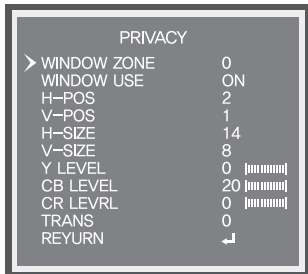 PRIVACY
WINDOW ZONE 0
WINDOW USE ON
H-POS 2
V-POS 1
H-SIZE 14
V-SIZE 8
Y LEVEL 0
CB LEVEL 20
CR LEVRL 0
TRANS 0
REYURN